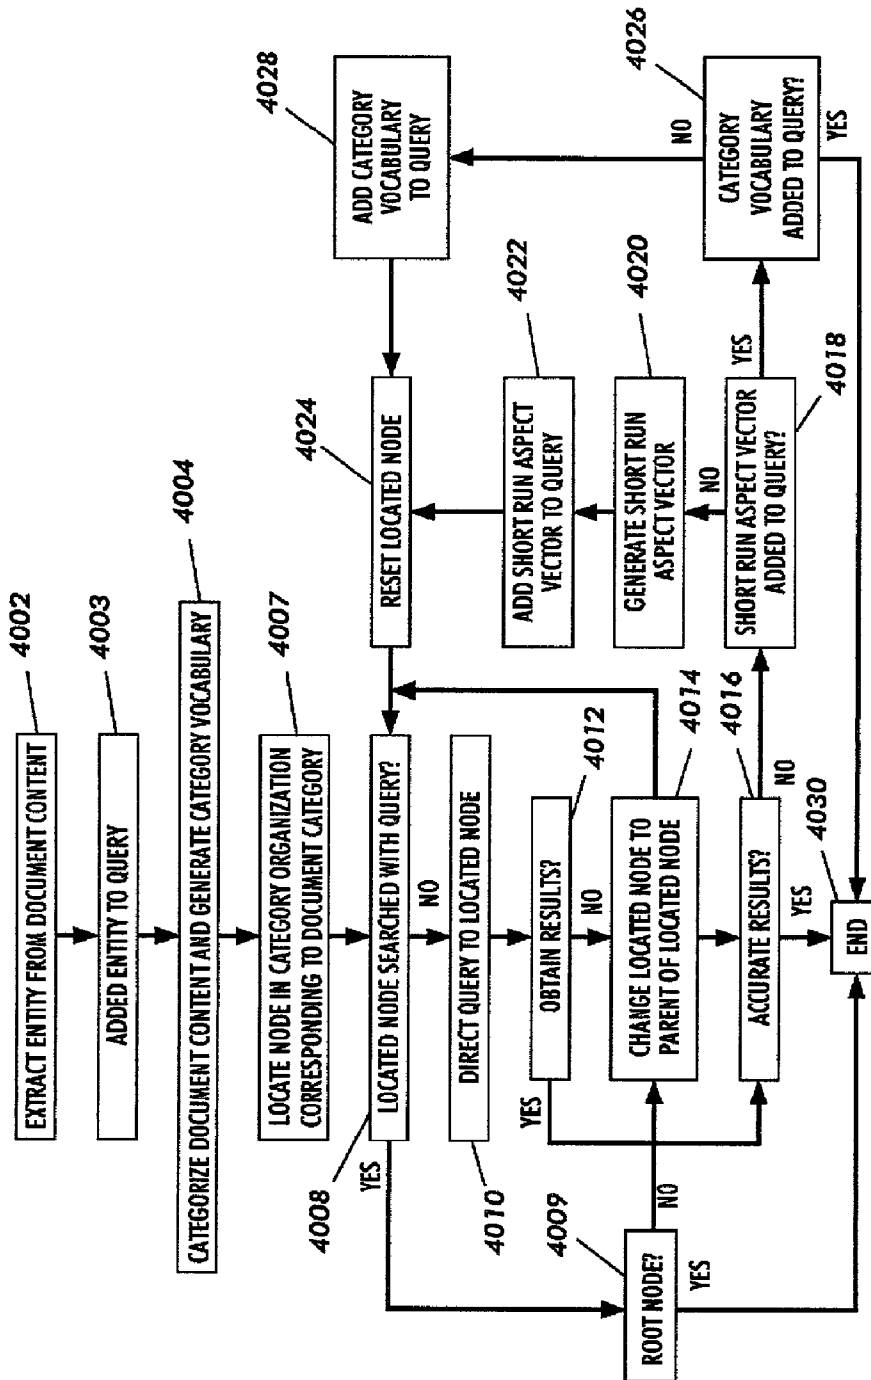 EXTRACT ENTITY FROM DOCUMENT CONTENT
4002
ADDED ENTITY TO QUERY
4003
CATEGORIZE DOCUMENT CONTENT AND GENERATE CATEGORY VOCABULARY
4004
LOCATE NODE IN CATEGORY ORGANIZATION
CORRESPONDING TO DOCUMENT CATEGORY
4007
LOCATED NODE SEARCHED WITH QUERY?
4008
YES
NO
RESET LOCATED NODE
4024
ADD CATEGORY
VOCABULARY
TO QUERY
4028
DIRECT QUERY TO LOCATED NODE
4010
ADD SHORT RUN ASPECT
VECTOR TO QUERY
4022
OBTAIN RESULTS?
4012
YES
NO
GENERATE SHORT RUN
ASPECT VECTOR
4020
ROOT NODE?
4009
NO
YES
CHANGE LOCATED NODE TO
PARENT OF LOCATED NODE
4014
NO
ACCURATE RESULTS?
4016
NO
YES
SHORT RUN ASPECT VECTOR
ADDED TO QUERY?
4018
YES
CATEGORY
VOCABULARY
ADDED TO QUERY?
4026
NO
YES
END
4030